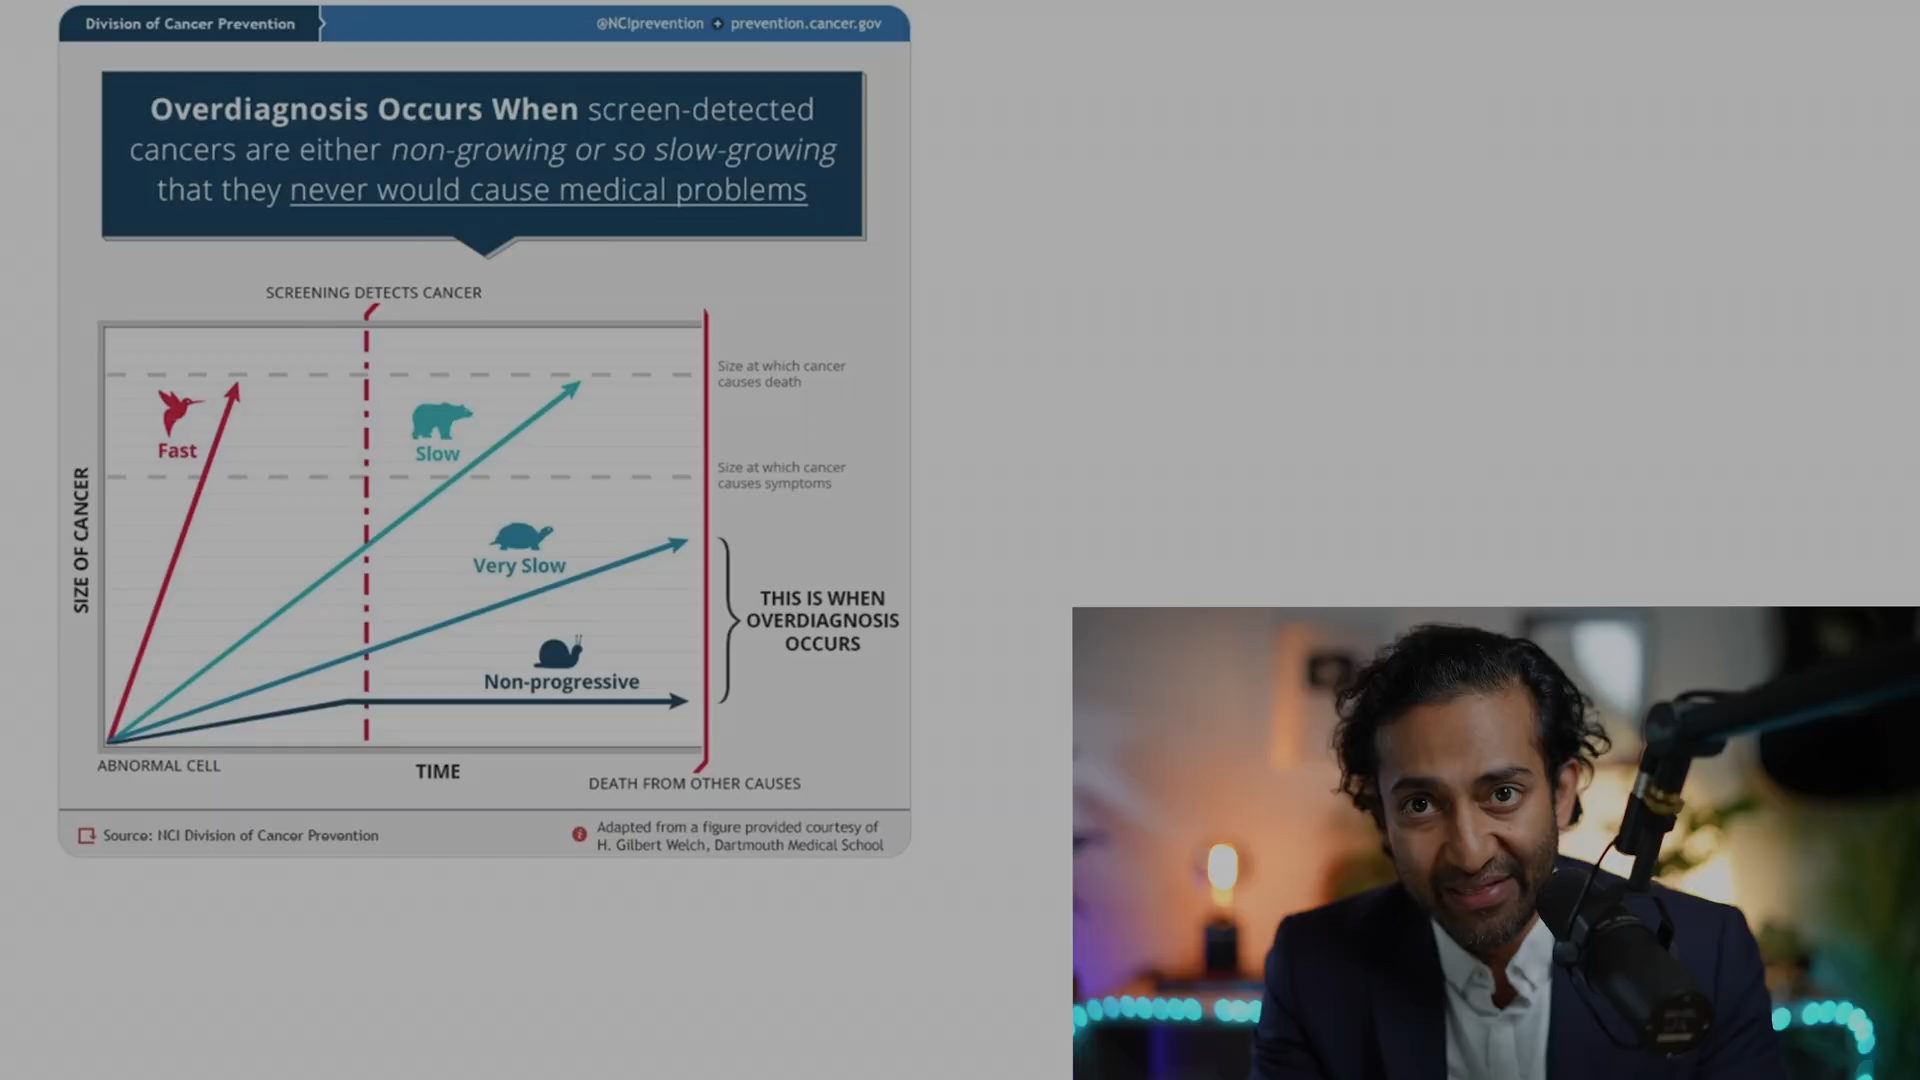 Division of Cancer Prevention
@NCIprevention + prevention.cancer.gov
Overdiagnosis Occurs When screen-detected
cancers are either non-growing or so slow-growing
that they never would cause medical problems
SCREENING DETECTS CANCER
Size at which cancer
causes death
Fast
Slow
Size at which cancer
causes symptoms
SIZE OF CANCER
Very Slow
THIS IS WHEN
OVERDIAGNOSIS
OCCURS
Non-progressive
ABNORMAL CELL
TIME
DEATH FROM OTHER CAUSES
Source: NCI Division of Cancer Prevention
Adapted from a figure provided courtesy of
H. Gilbert Welch, Dartmouth Medical School